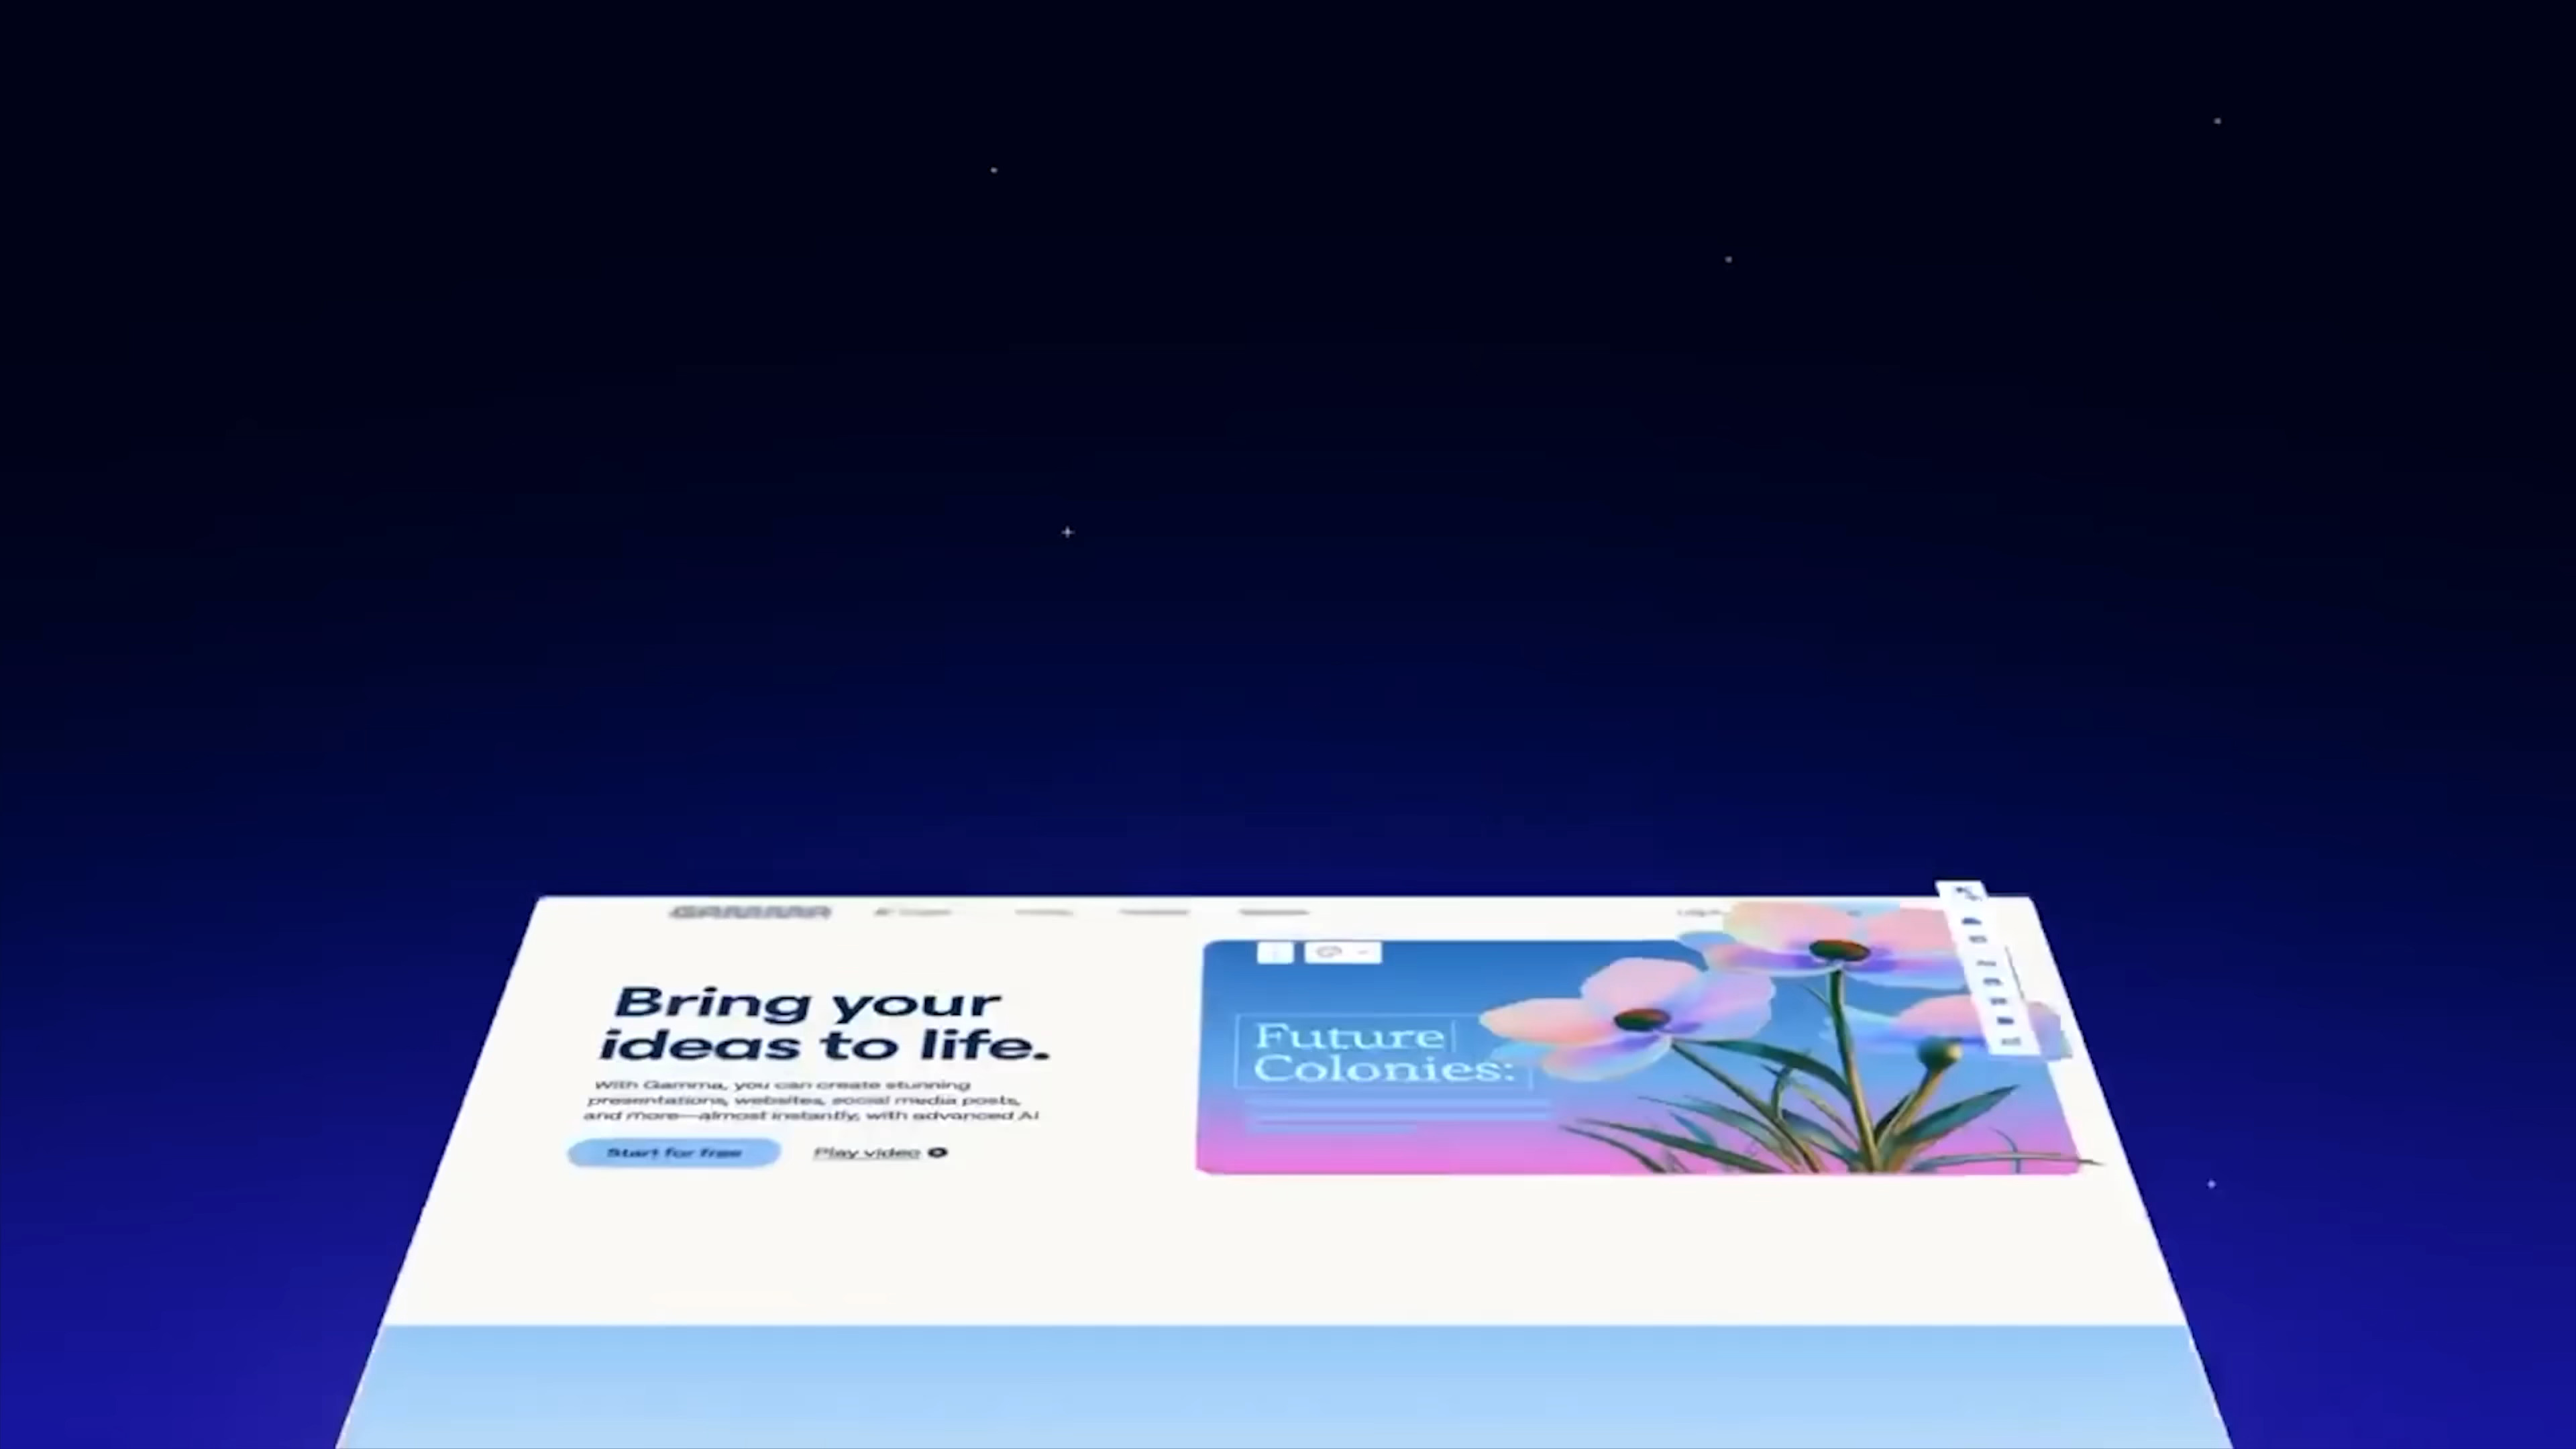 GAMMA
Bring your
ideas to life.
With Gamma, you can create stunning
presentations, websites, social media posts,
and more—almost instantly, with advanced AI
Start for free
Play video
Future
Colonies: